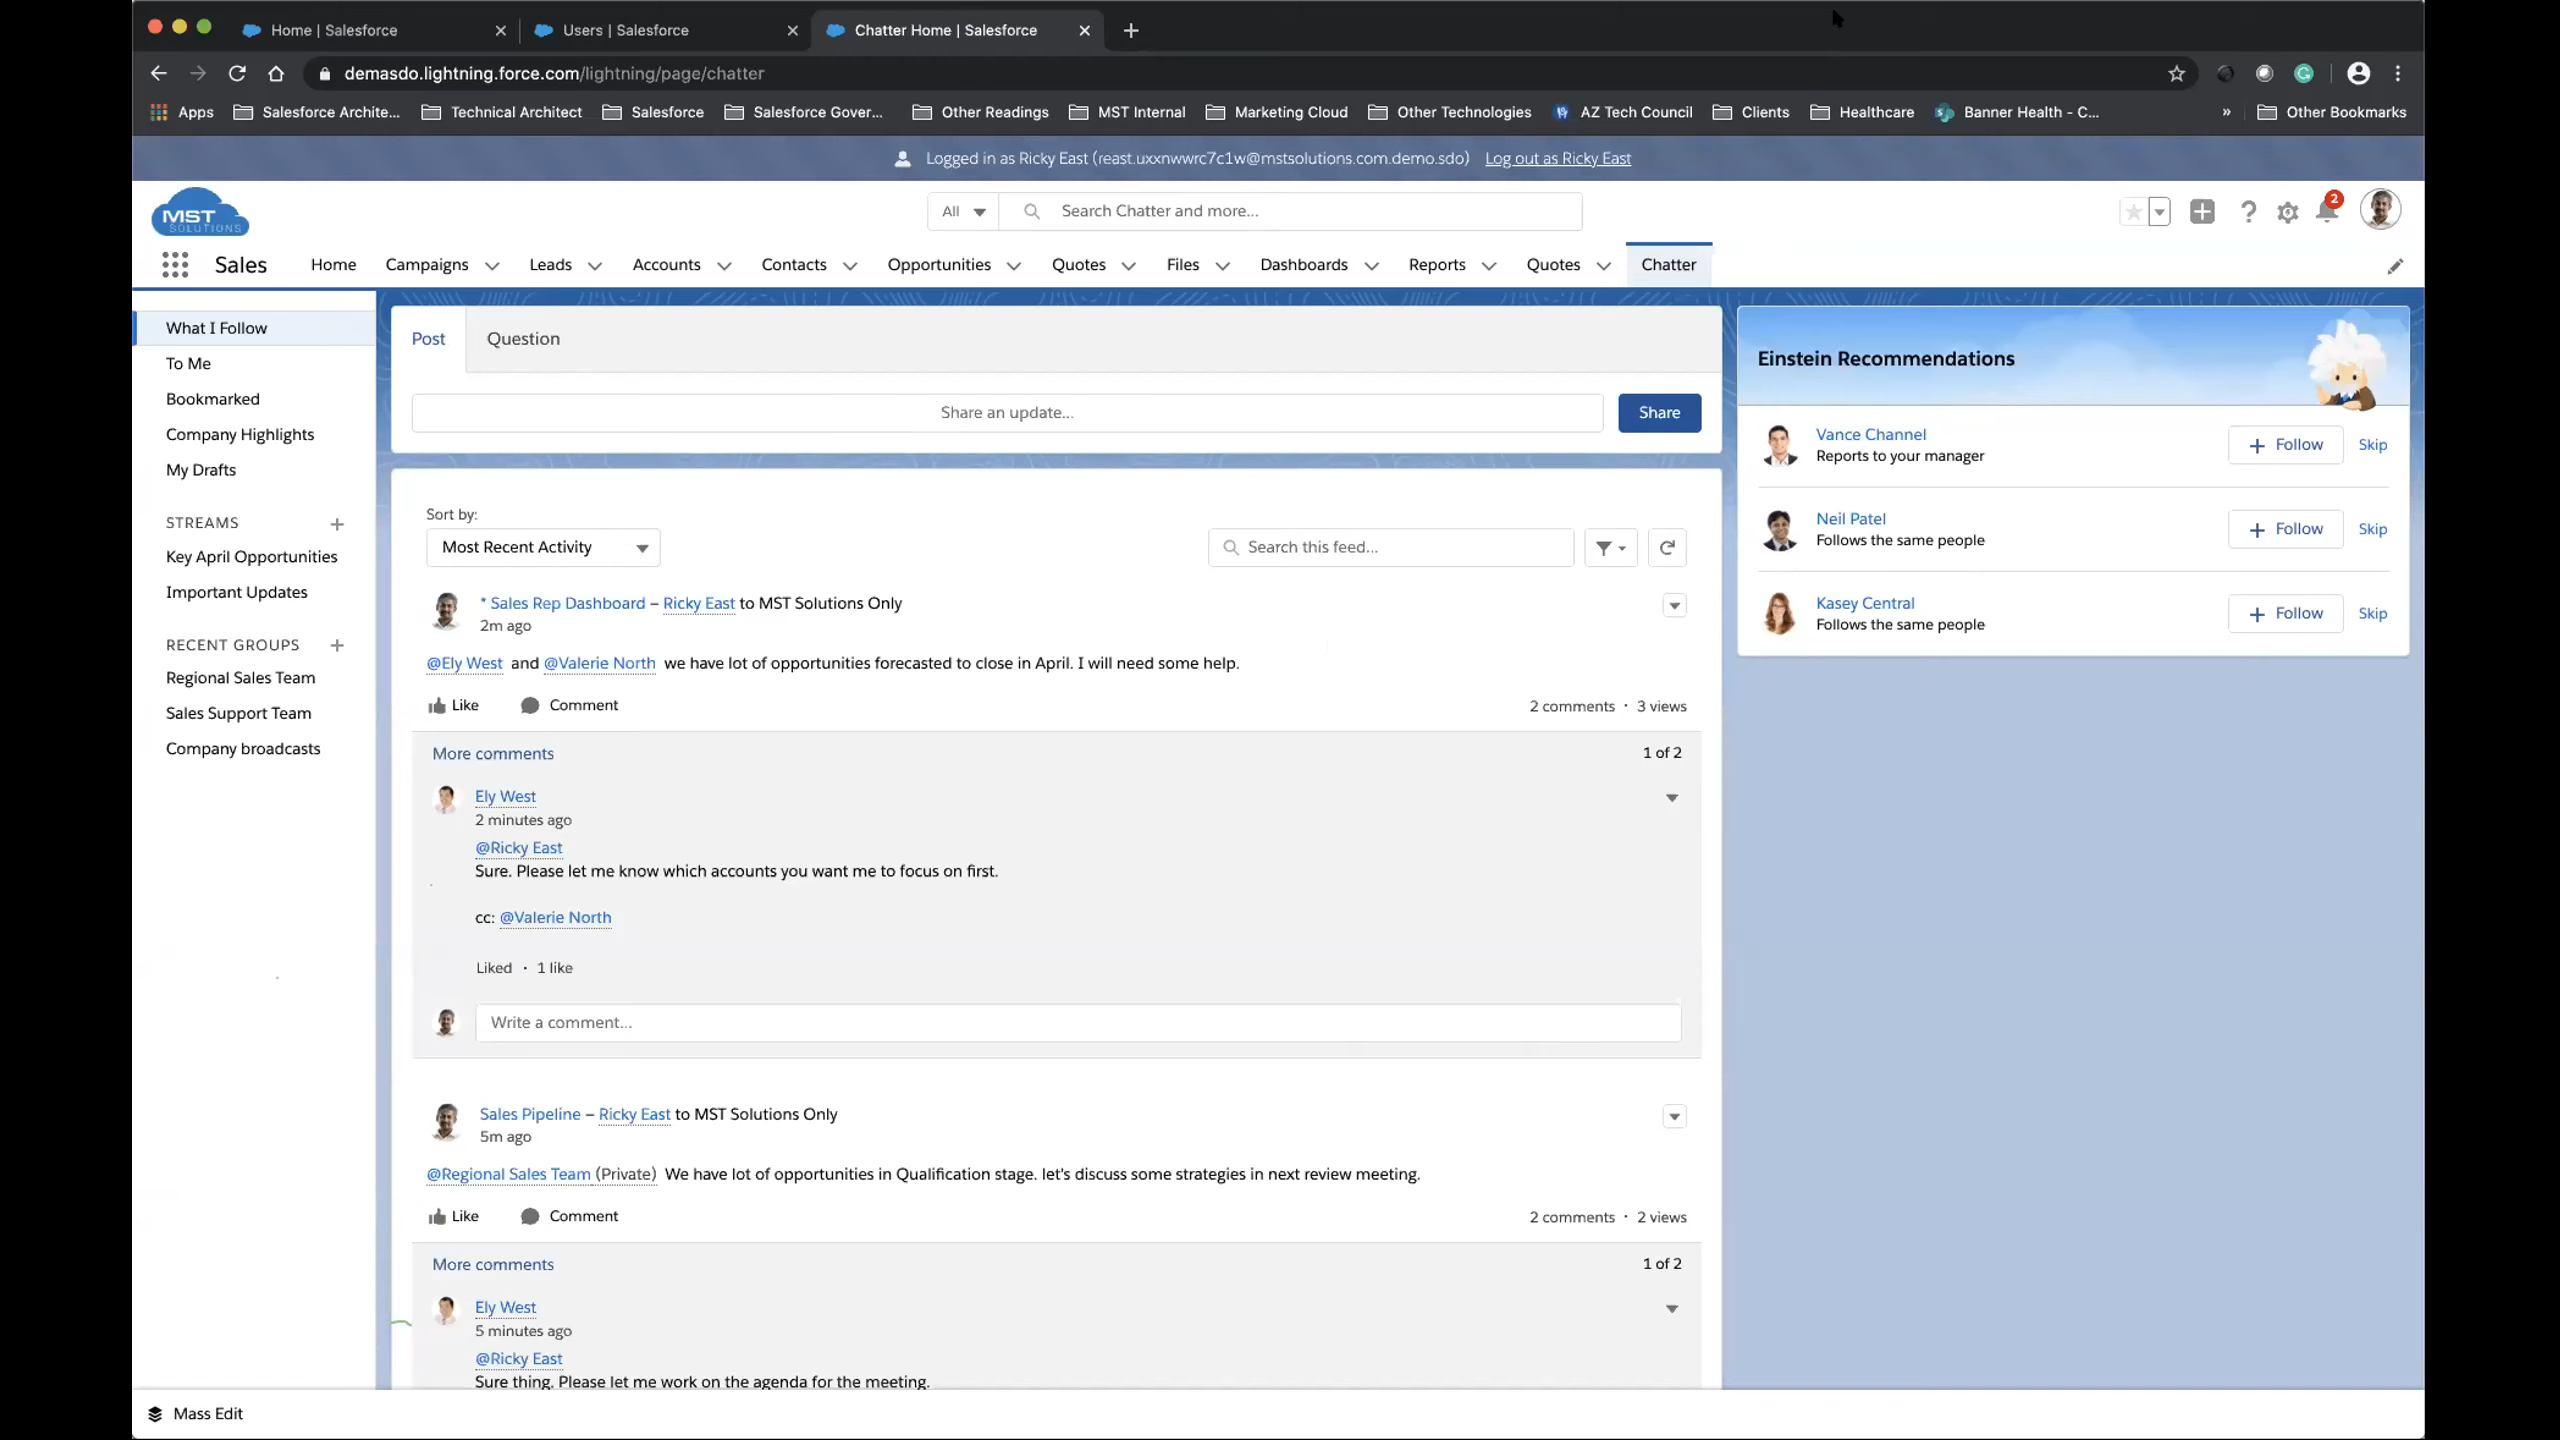 Home | Salesforce
Users | Salesforce
Chatter Home | Salesforce
demasdo.lightning.force.com/lightning/page/chatter
Apps
Salesforce Archite...
Technical Architect
Salesforce
Salesforce Gover...
Other Readings
MST Internal
Marketing Cloud
Other Technologies
AZ Tech Council
Clients
Healthcare
Banner Health - C...
»
Other Bookmarks
Logged in as Ricky East (reast.uxxnwwrc7c1w@mstsolutions.com.demo.sdo) Log out as Ricky East
MST
SOLUTIONS
All
Search Chatter and more...
2
Sales
Home
Campaigns
Leads
Accounts
Contacts
Opportunities
Quotes
Files
Dashboards
Reports
Quotes
Chatter
What I Follow
To Me
Bookmarked
Company Highlights
My Drafts
STREAMS
Key April Opportunities
Important Updates
RECENT GROUPS
Regional Sales Team
Sales Support Team
Company broadcasts
Post
Question
Share an update...
Share
Sort by:
Most Recent Activity
Search this feed...
* Sales Rep Dashboard – Ricky East to MST Solutions Only
2m ago
@Ely West and @Valerie North we have lot of opportunities forecasted to close in April. I will need some help.
Like
Comment
2 comments · 3 views
More comments
1 of 2
Ely West
2 minutes ago
@Ricky East
Sure. Please let me know which accounts you want me to focus on first.
cc: @Valerie North
Liked · 1 like
Write a comment...
Sales Pipeline – Ricky East to MST Solutions Only
5m ago
@Regional Sales Team (Private) We have lot of opportunities in Qualification stage. let's discuss some strategies in next review meeting.
Like
Comment
2 comments · 2 views
More comments
1 of 2
Ely West
5 minutes ago
@Ricky East
Sure thing. Please let me work on the agenda for the meeting.
Einstein Recommendations
Vance Channel
Reports to your manager
Follow
Skip
Neil Patel
Follows the same people
Follow
Skip
Kasey Central
Follows the same people
Follow
Skip
Mass Edit